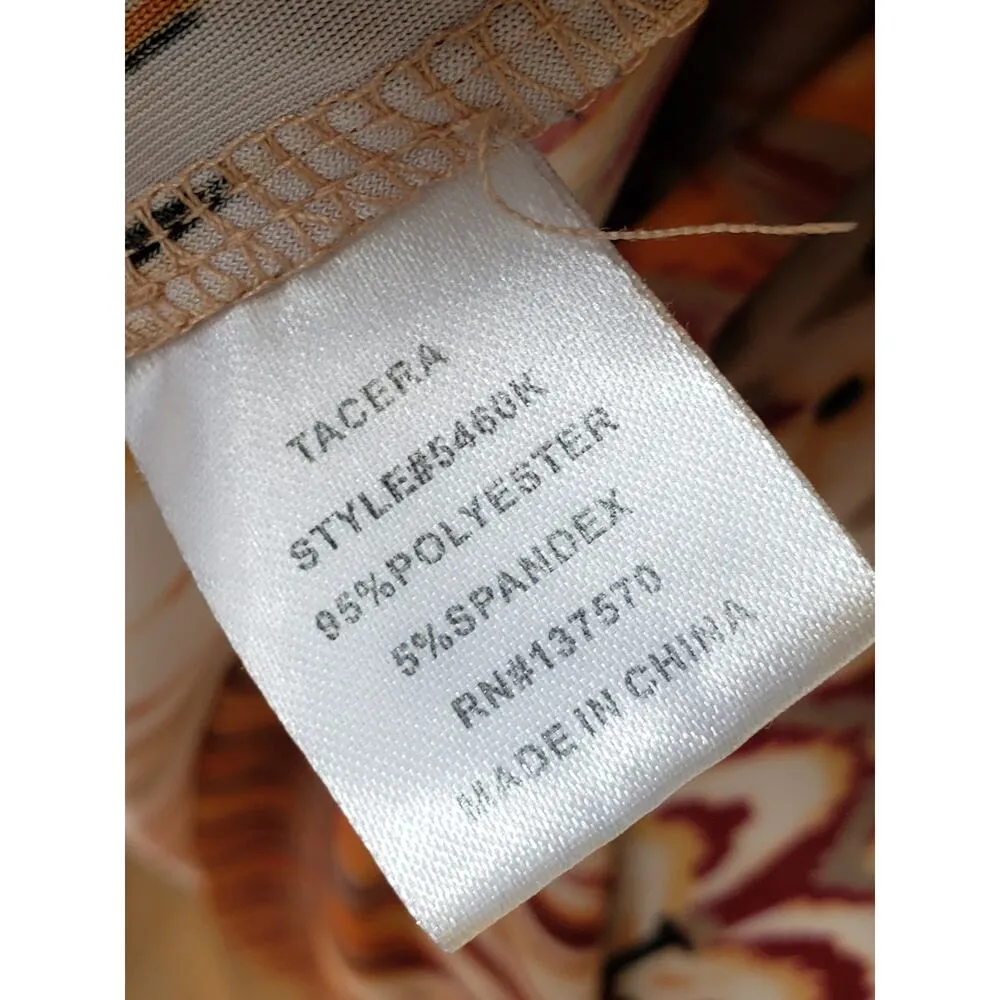 TACERA
STYLE#5460K
95%POLYESTER
5%SPANDEX
RN#137570
MADE IN CHINA